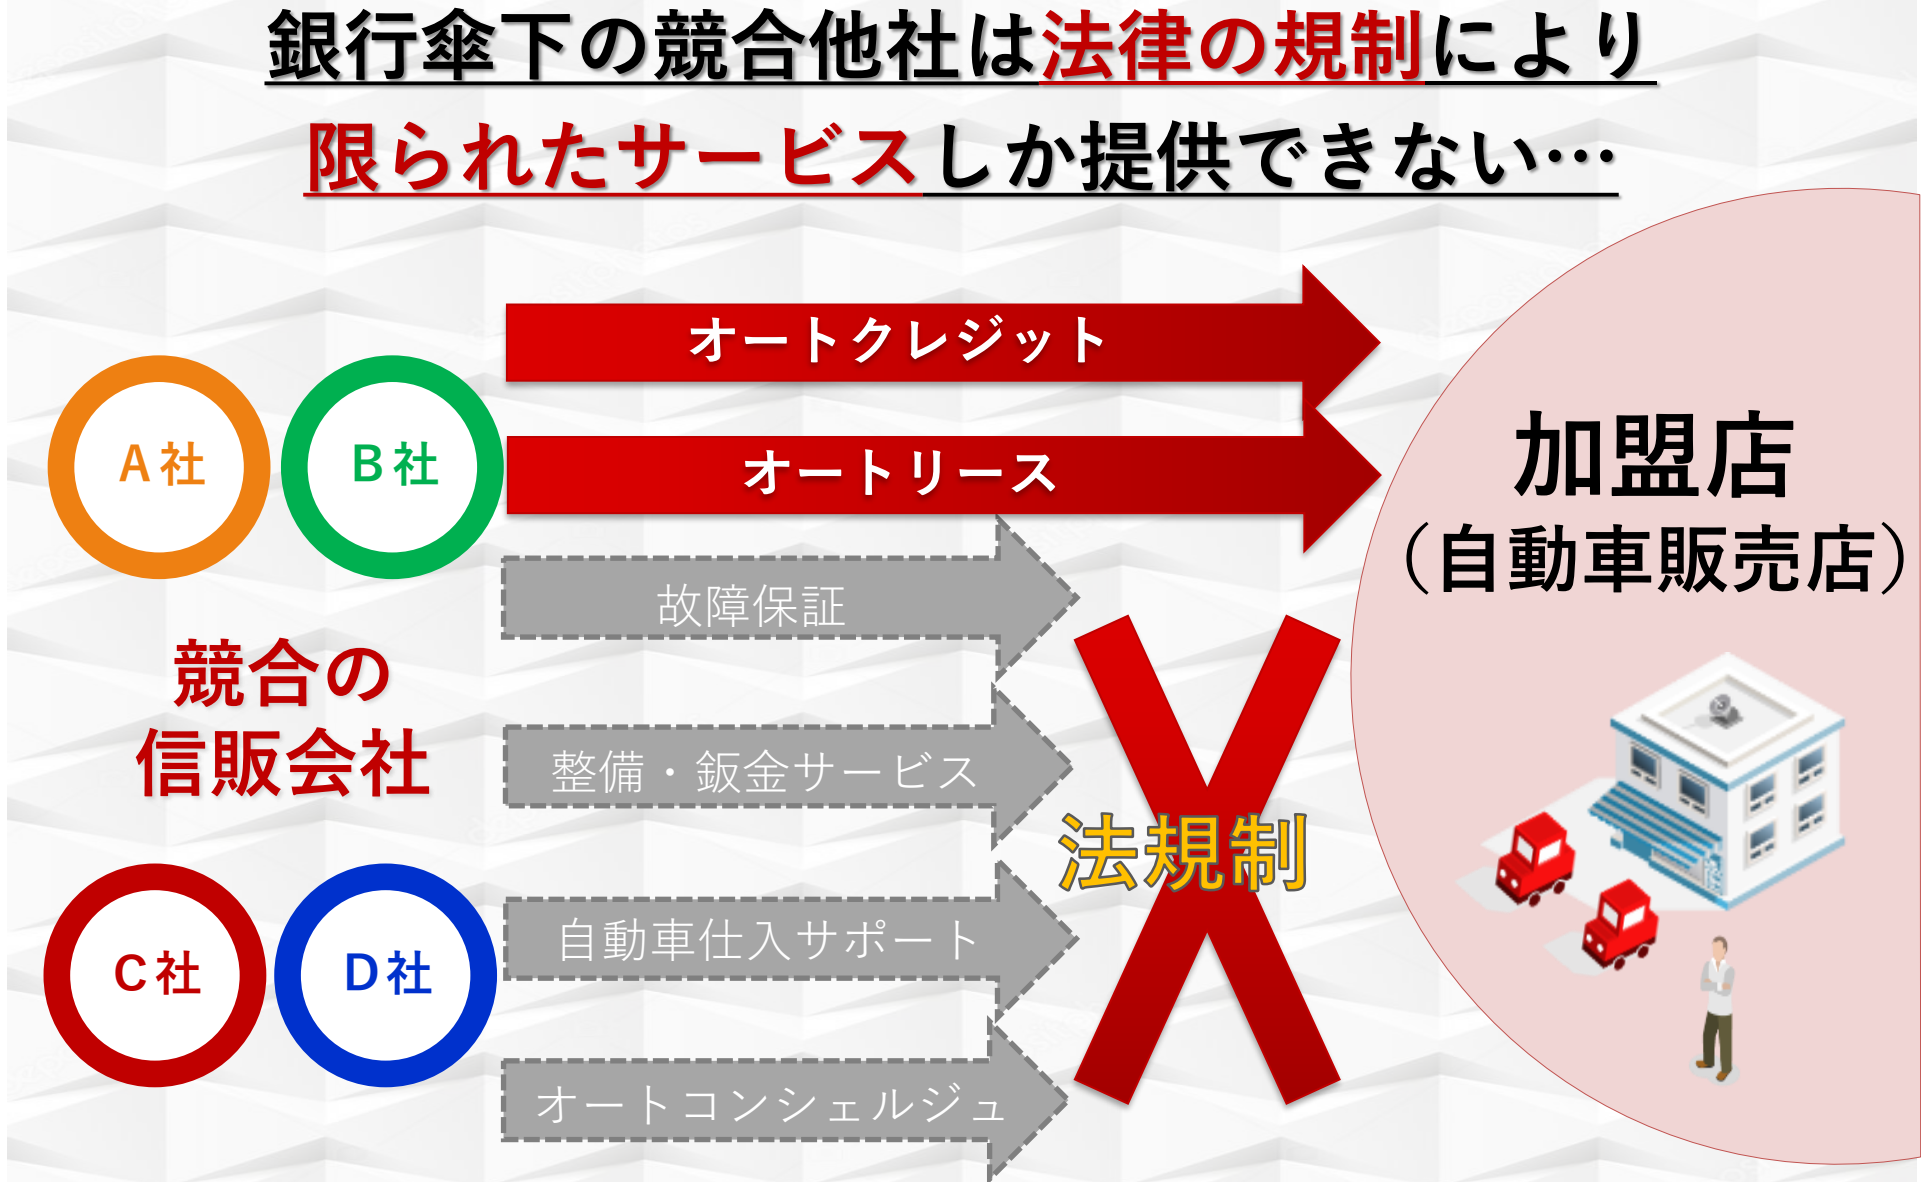 銀行傘下の競合他社は法律の規制により
限られたサービスしか提供できない…
オートクレジット
オートリース
A社
B社
加盟店
（自動車販売店）
故障保証
競合の
信販会社
整備・鈑金サービス
法規制
自動車仕入サポート
C社
D社
オートコンシェルジュ